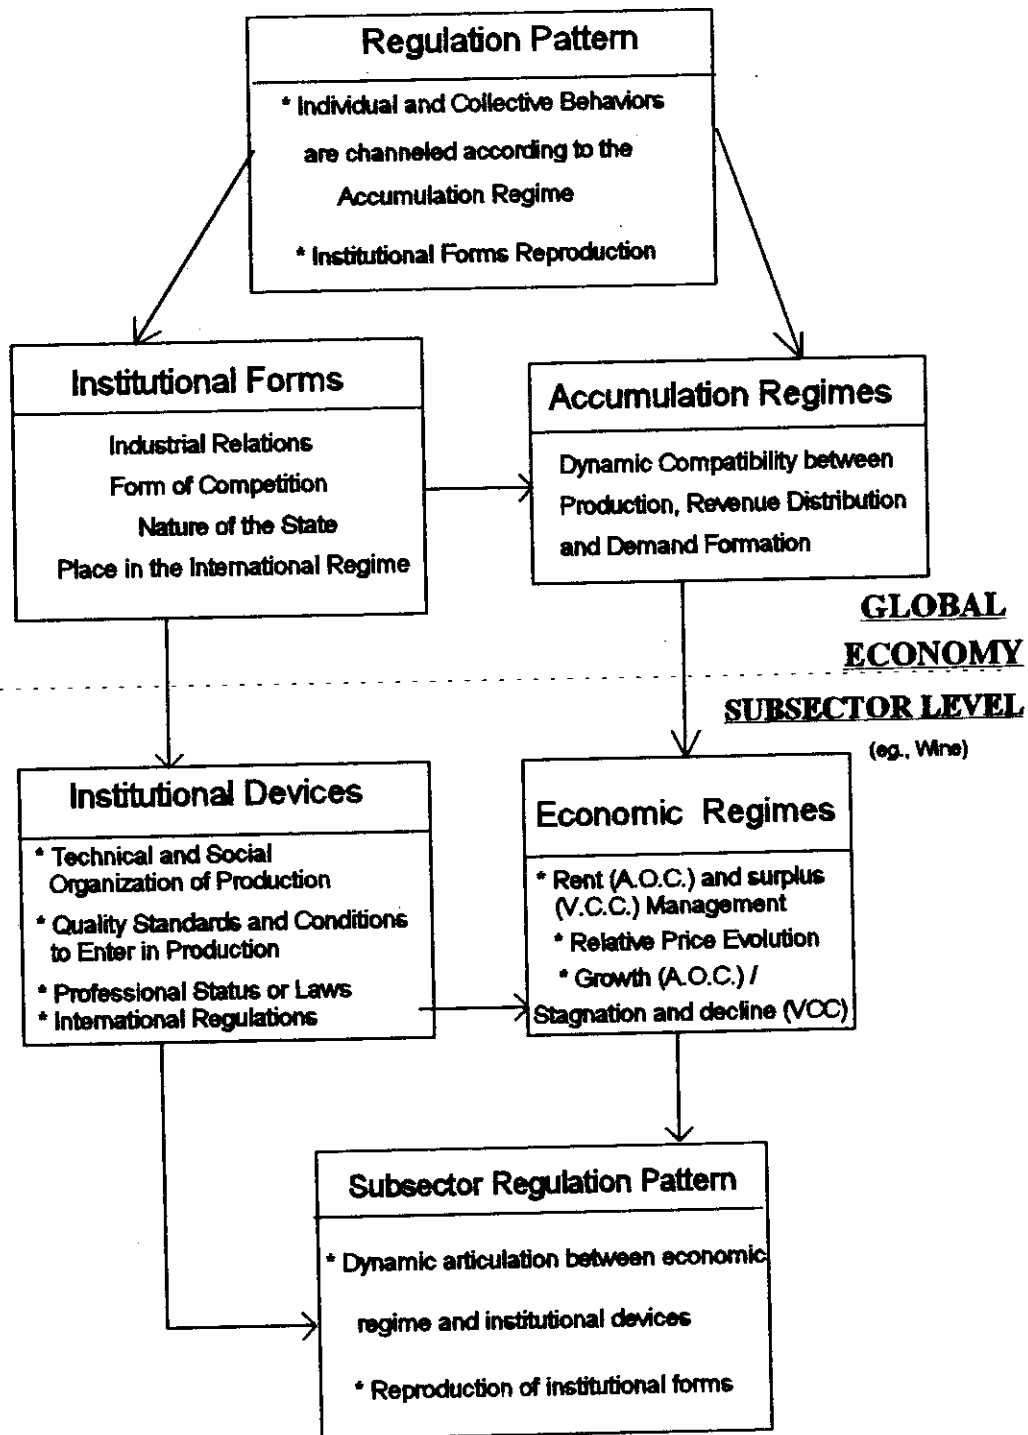 Regulation Pattern
* Individual and Collective Behaviors
are channeled according to the
Accumulation Regime
* Institutional Forms Reproduction
Institutional Forms
Industrial Relations
Form of Competition
Nature of the State
Place in the International Regime
Accumulation Regimes
Dynamic Compatibility between
Production, Revenue Distribution
and Demand Formation
GLOBAL
ECONOMY
SUBSECTOR LEVEL
(eg., Wine)
Institutional Devices
* Technical and Social
Organization of Production
* Quality Standards and Conditions
to Enter in Production
* Professional Status or Laws
* International Regulations
Economic Regimes
* Rent (A.O.C.) and surplus
(V.C.C.) Management
* Relative Price Evolution
* Growth (A.O.C.) /
Stagnation and decline (VCC)
Subsector Regulation Pattern
* Dynamic articulation between economic
regime and institutional devices
* Reproduction of institutional forms